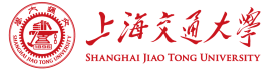 上海交通大學
SHANGHAI JIAO TONG UNIVERSITY